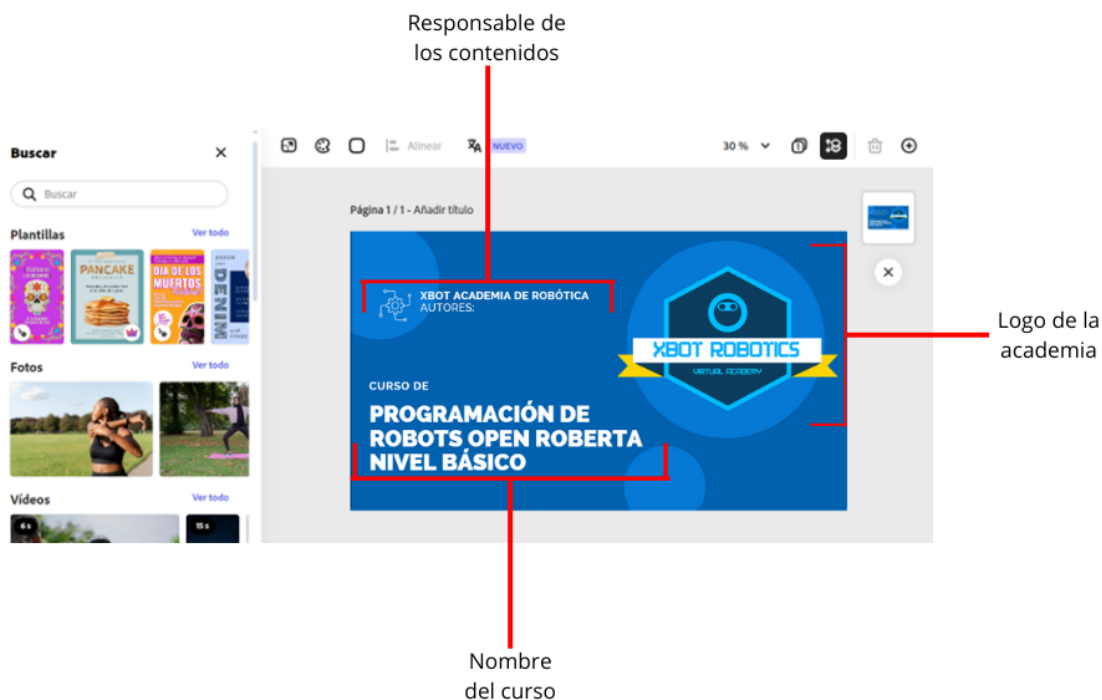 Responsable de
los contenidos
Buscar
Alinear
NUEVO
30 %
Buscar
Página 1 / 1 - Añadir título
Plantillas
Ver todo
PANCAKE
DÍA DE LOS
MUERTOS
DENIM
XBOT ACADEMIA DE ROBÓTICA
AUTORES:
XBOT ROBOTICS
VIRTUAL ACADEMY
Logo de la
academia
Fotos
Ver todo
CURSO DE
PROGRAMACIÓN DE
ROBOTS OPEN ROBERTA
NIVEL BÁSICO
Vídeos
Ver todo
6 s
15 s
Nombre
del curso